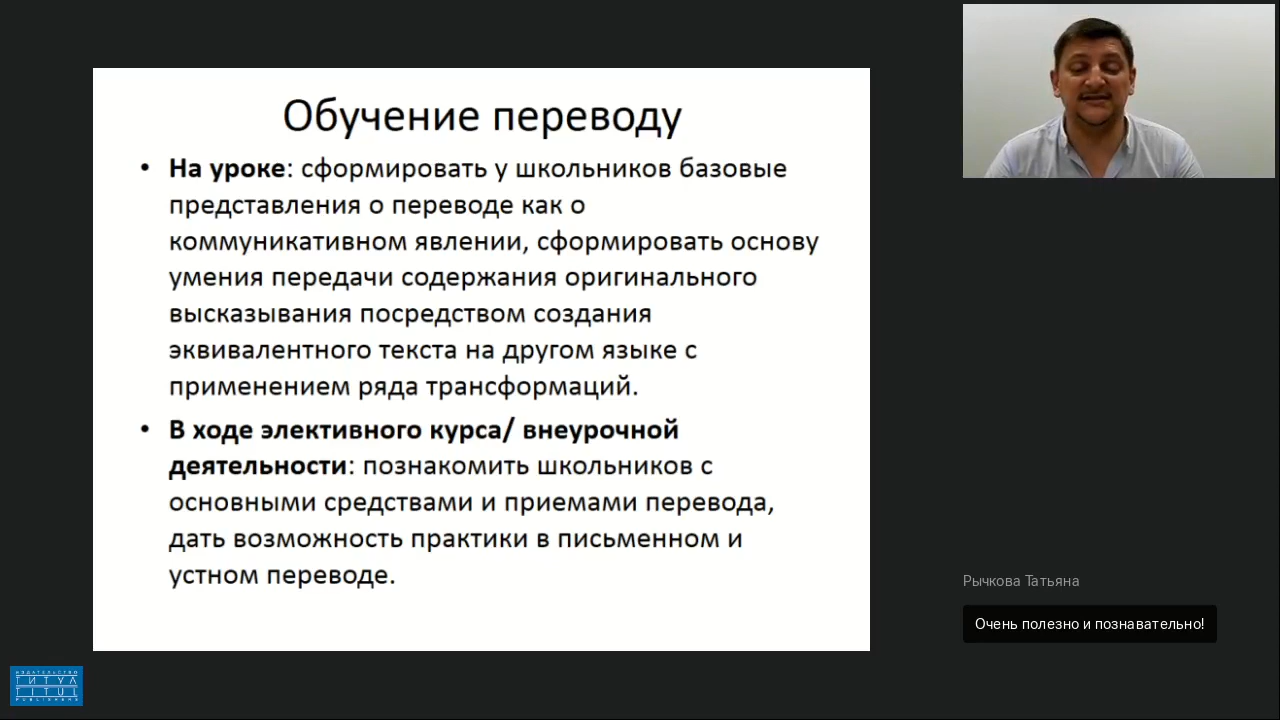 Обучение переводу
• На уроке: сформировать у школьников базовые
представления о переводе как о
коммуникативном явлении, сформировать основу
умения передачи содержания оригинального
высказывания посредством создания
эквивалентного текста на другом языке с
применением ряда трансформаций.
• В ходе элективного курса/ внеурочной
деятельности: познакомить школьников с
основными средствами и приемами перевода,
дать возможность практики в письменном и
устном переводе.
Рычкова Татьяна
Очень полезно и познавательно!
ИЗДАТЕЛЬСТВО
ТИТУЛ
TITUL
PUBLISHERS